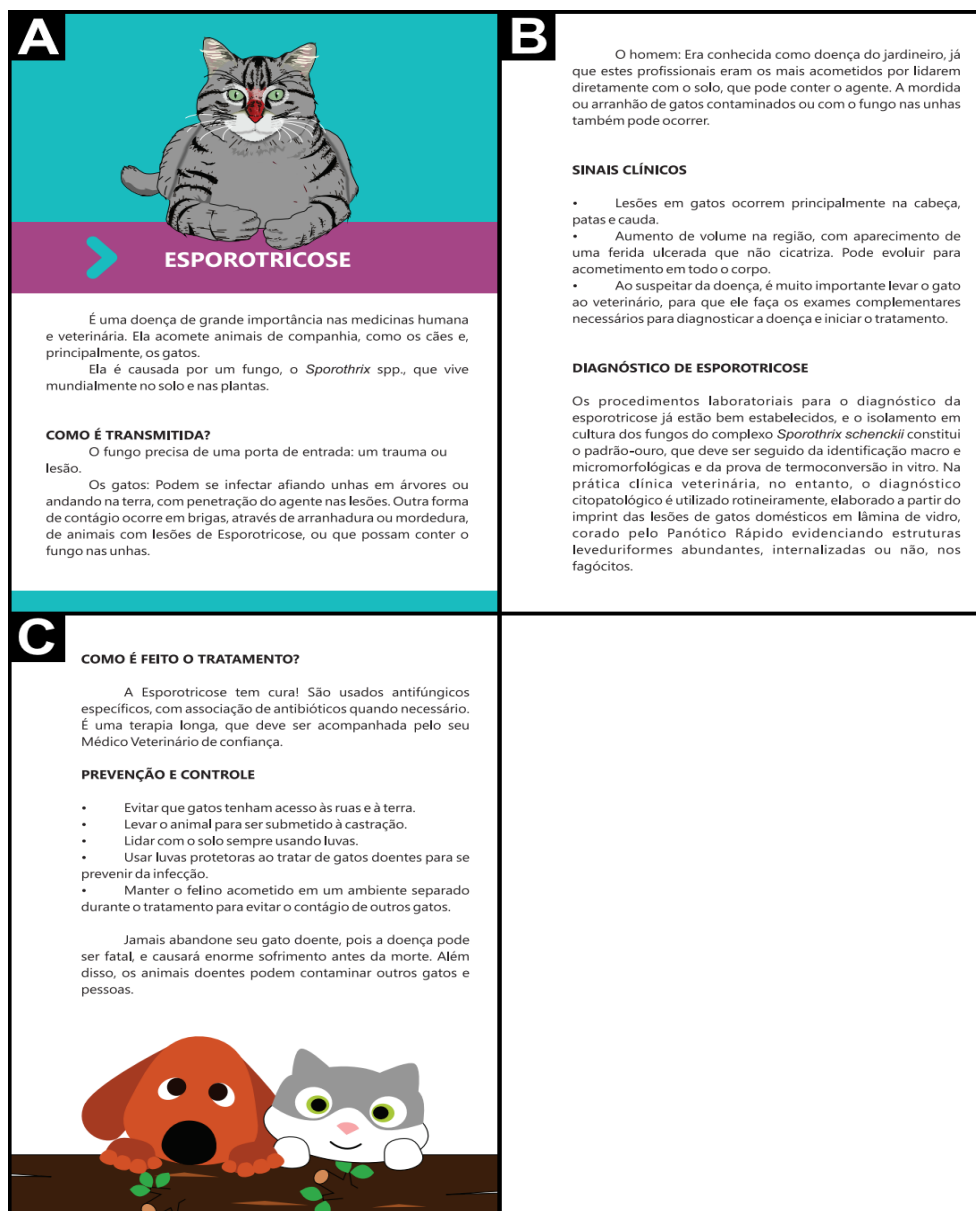 A
ESPOROTRICOSE
É uma doença de grande importância nas medicinas humana
e veterinária. Ela acomete animais de companhia, como os cães e,
principalmente, os gatos.
Ela é causada por um fungo, o Sporothrix spp., que vive
mundialmente no solo e nas plantas.
COMO É TRANSMITIDA?
O fungo precisa de uma porta de entrada: um trauma ou
lesão.
Os gatos: Podem se infectar afiando unhas em árvores ou
andando na terra, com penetração do agente nas lesões. Outra forma
de contágio ocorre em brigas, através de arranhadura ou mordedura,
de animais com lesões de Esporotricose, ou que possam conter o
fungo nas unhas.
B
O homem: Era conhecida como doença do jardineiro, já
que estes profissionais eram os mais acometidos por lidarem
diretamente com o solo, que pode conter o agente. A mordida
ou arranhão de gatos contaminados ou com o fungo nas unhas
também pode ocorrer.
SINAIS CLÍNICOS
• Lesões em gatos ocorrem principalmente na cabeça,
patas e cauda.
• Aumento de volume na região, com aparecimento de
uma ferida ulcerada que não cicatriza. Pode evoluir para
acometimento em todo o corpo.
• Ao suspeitar da doença, é muito importante levar o gato
ao veterinário, para que ele faça os exames complementares
necessários para diagnosticar a doença e iniciar o tratamento.
DIAGNÓSTICO DE ESPOROTRICOSE
Os procedimentos laboratoriais para o diagnóstico da
esporotricose já estão bem estabelecidos, e o isolamento em
cultura dos fungos do complexo Sporothrix schenckii constitui
o padrão-ouro, que deve ser seguido da identificação macro e
micromorfológicas e da prova de termoconversão in vitro. Na
prática clínica veterinária, no entanto, o diagnóstico
citopatológico é utilizado rotineiramente, elaborado a partir do
imprint das lesões de gatos domésticos em lâmina de vidro,
corado pelo Panótico Rápido evidenciando estruturas
leveduriformes abundantes, internalizadas ou não, nos
fagócitos.
C
COMO É FEITO O TRATAMENTO?
A Esporotricose tem cura! São usados antifúngicos
específicos, com associação de antibióticos quando necessário.
É uma terapia longa, que deve ser acompanhada pelo seu
Médico Veterinário de confiança.
PREVENÇÃO E CONTROLE
• Evitar que gatos tenham acesso às ruas e à terra.
• Levar o animal para ser submetido à castração.
• Lidar com o solo sempre usando luvas.
• Usar luvas protetoras ao tratar de gatos doentes para se
prevenir da infecção.
• Manter o felino acometido em um ambiente separado
durante o tratamento para evitar o contágio de outros gatos.
Jamais abandone seu gato doente, pois a doença pode
ser fatal, e causará enorme sofrimento antes da morte. Além
disso, os animais doentes podem contaminar outros gatos e
pessoas.